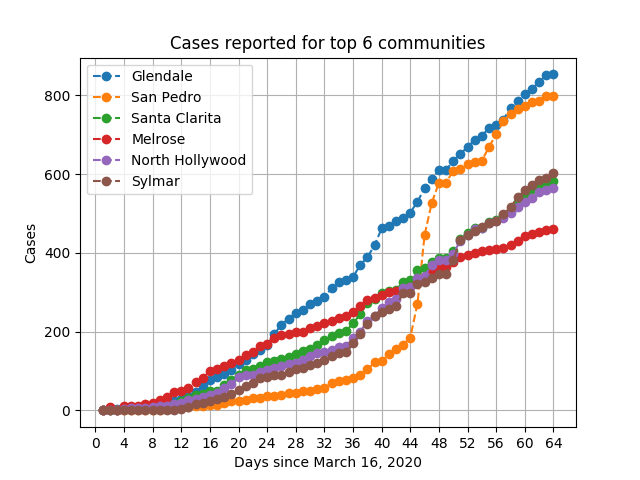 Cases reported for top 6 communities
Glendale
San Pedro
Santa Clarita
Melrose
North Hollywood
Sylmar
Cases
800
600
400
200
0
0 4 8 12 16 20 24 28 32 36 40 44 48 52 56 60 64
Days since March 16, 2020